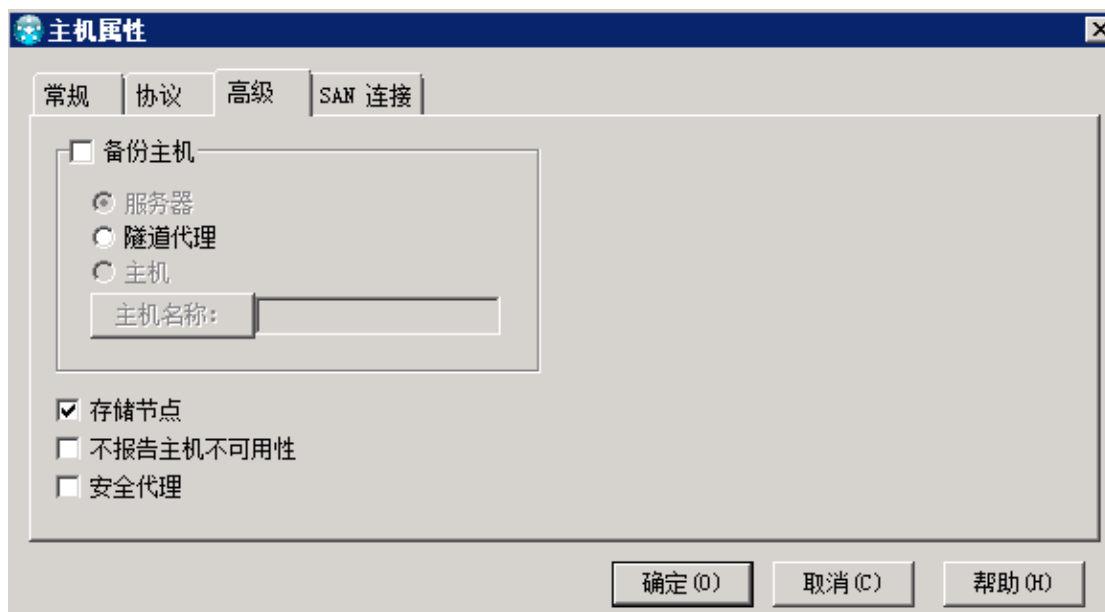 主机属性
常规 协议 高级 SAN 连接
备份主机
服务器
隧道代理
主机
主机名称:
存储节点
不报告主机不可用性
安全代理
确定(O) 取消(C) 帮助(H)